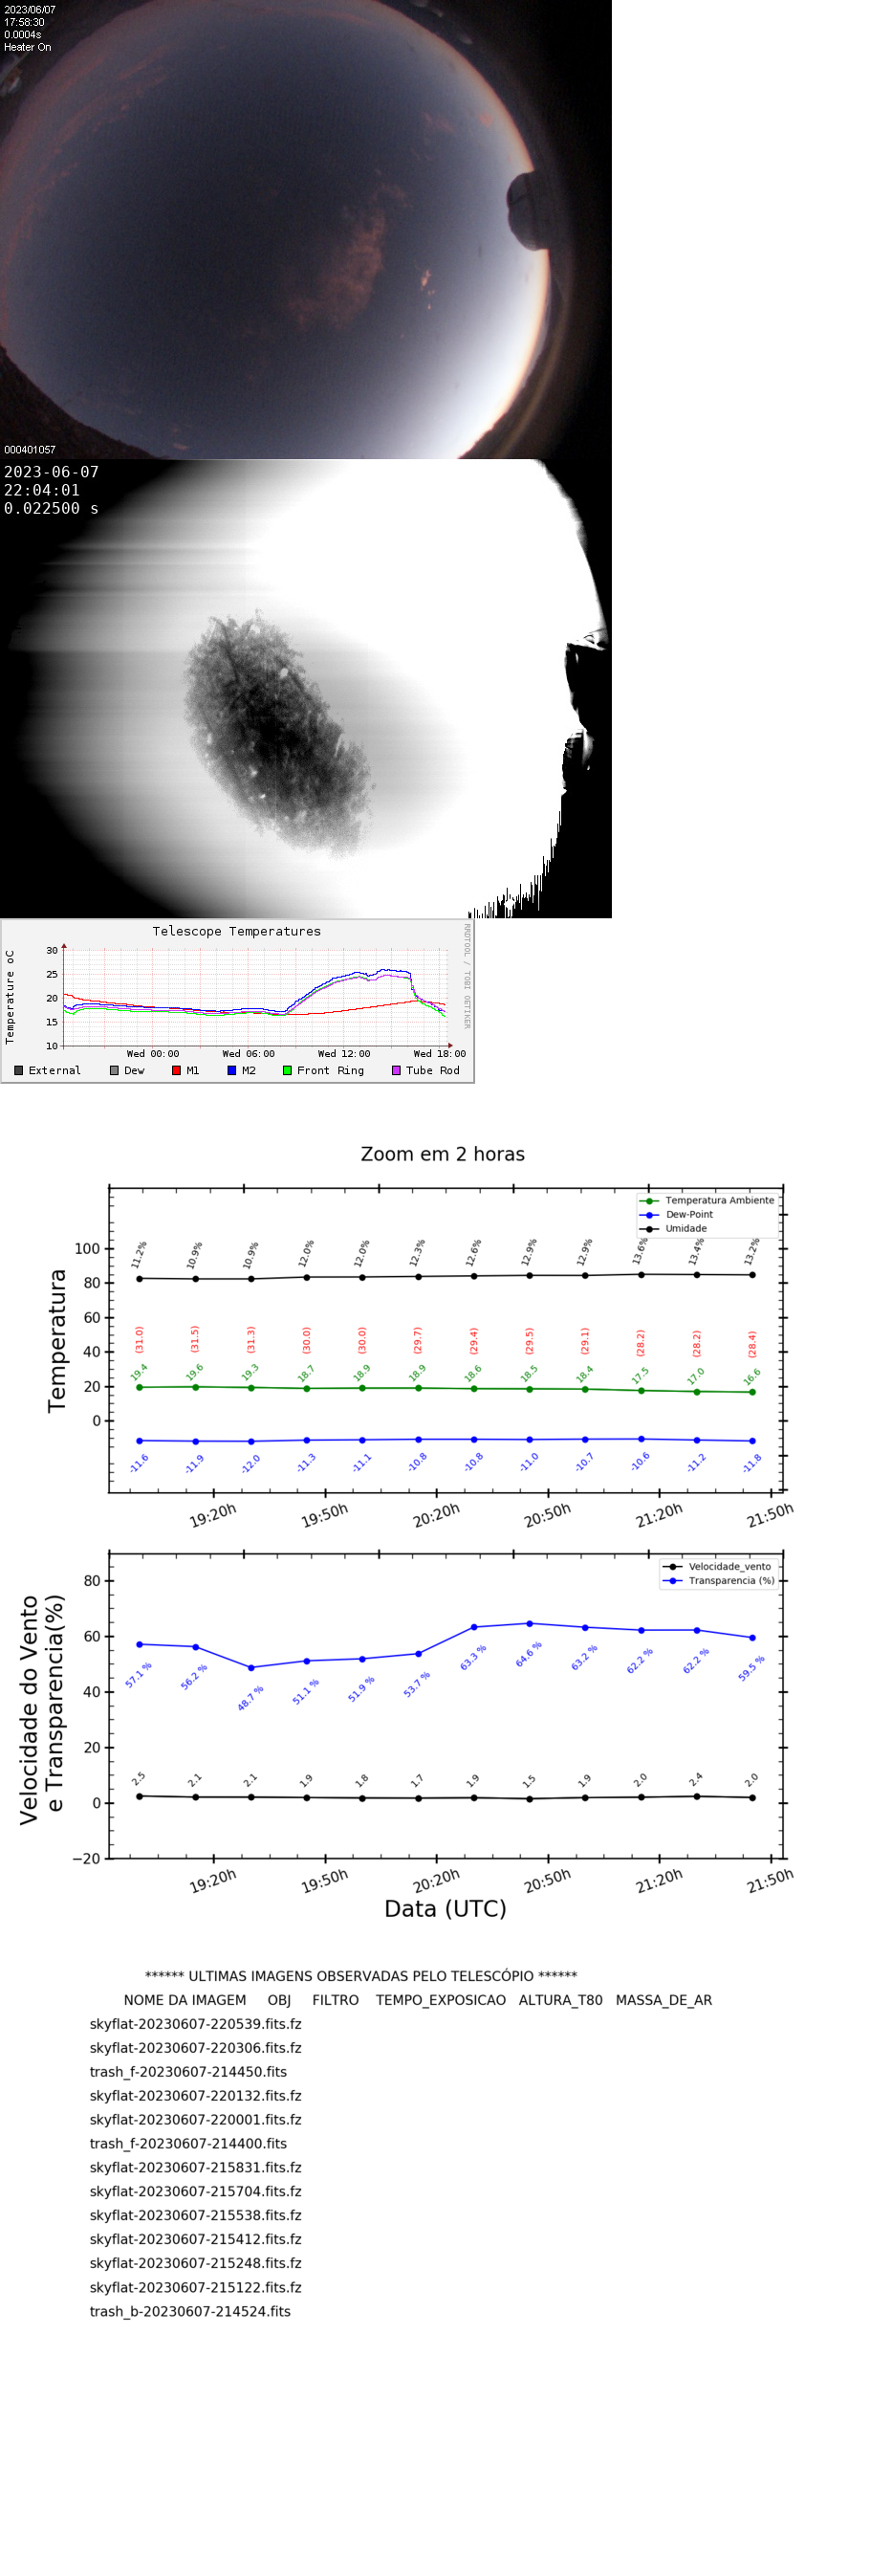 2023/06/07
17:58:30
0.0004s
Heater On
000401057
2023-06-07
22:04:01
0.022500 s
Telescope Temperatures
RRDTOOL / TOBI OETIKER
Temperature oC
30
25
20
15
10
Wed 00:00 Wed 06:00 Wed 12:00 Wed 18:00
External Dew M1 M2 Front Ring Tube Rod
Zoom em 2 horas
Temperatura Ambiente
Dew-Point
Umidade
Temperatura
100
80
60
40
20
0
11.2% 10.9% 10.9% 12.0% 12.0% 12.3% 12.6% 12.9% 12.9% 13.6% 13.4% 13.2%
(31.0) (31.5) (31.3) (30.0) (30.0) (29.7) (29.4) (29.5) (29.1) (28.2) (28.2) (28.4)
19.4 19.6 19.3 18.7 18.9 18.9 18.6 18.5 18.4 17.5 17.0 16.6
-11.6 -11.9 -12.0 -11.3 -11.1 -10.8 -10.8 -11.0 -10.7 -10.6 -11.2 -11.8
19:20h 19:50h 20:20h 20:50h 21:20h 21:50h
Velocidade_vento
Transparencia (%)
Velocidade do Vento
e Transparencia(%)
80
60
40
20
0
−20
57.1 % 56.2 % 48.7 % 51.1 % 51.9 % 53.7 % 63.3 % 64.6 % 63.2 % 62.2 % 62.2 % 59.5 %
2.5 2.1 2.1 1.9 1.8 1.7 1.9 1.5 1.9 2.0 2.4 2.0
19:20h 19:50h 20:20h 20:50h 21:20h 21:50h
Data (UTC)
****** ULTIMAS IMAGENS OBSERVADAS PELO TELESCÓPIO ******
NOME DA IMAGEM OBJ FILTRO TEMPO_EXPOSICAO ALTURA_T80 MASSA_DE_AR
skyflat-20230607-220539.fits.fz
skyflat-20230607-220306.fits.fz
trash_f-20230607-214450.fits
skyflat-20230607-220132.fits.fz
skyflat-20230607-220001.fits.fz
trash_f-20230607-214400.fits
skyflat-20230607-215831.fits.fz
skyflat-20230607-215704.fits.fz
skyflat-20230607-215538.fits.fz
skyflat-20230607-215412.fits.fz
skyflat-20230607-215248.fits.fz
skyflat-20230607-215122.fits.fz
trash_b-20230607-214524.fits